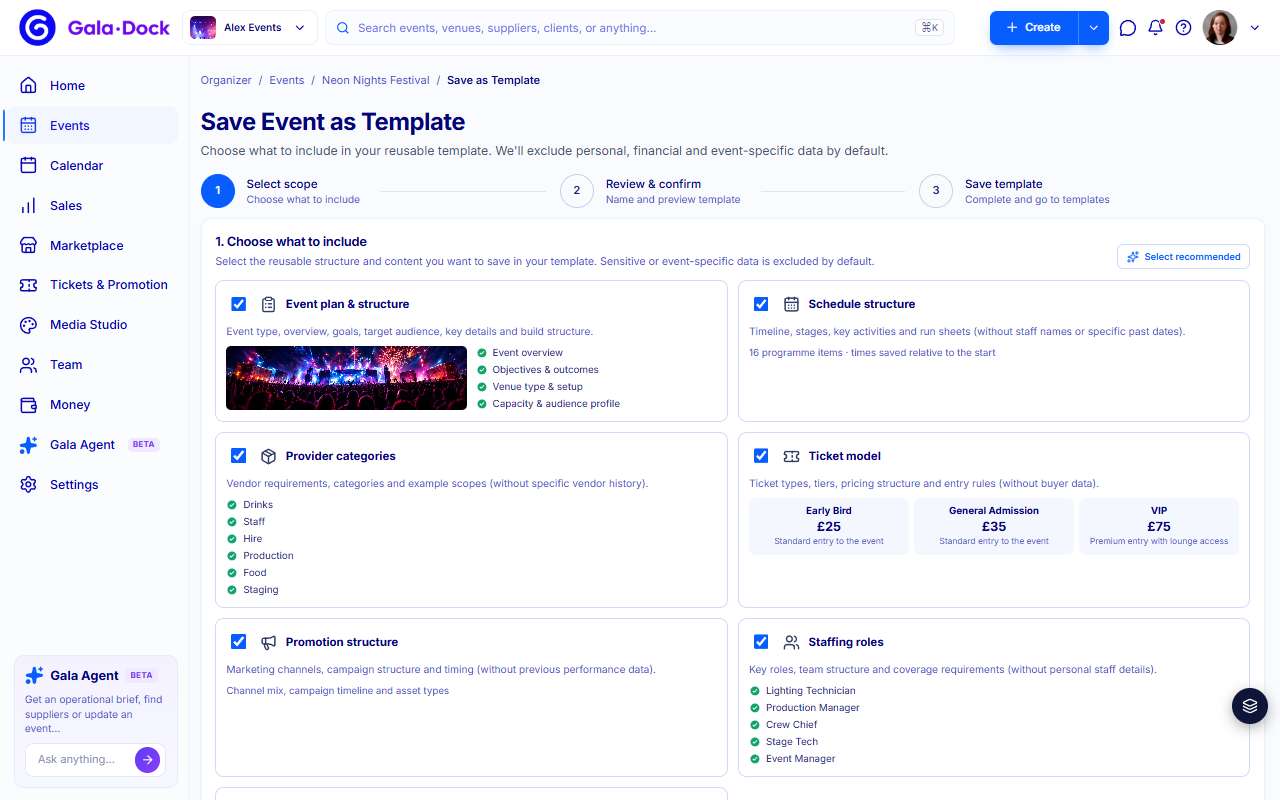 Gala·Dock
Alex Events
Search events, venues, suppliers, clients, or anything...
⌘K
+ Create
Home
Events
Calendar
Sales
Marketplace
Tickets & Promotion
Media Studio
Team
Money
Gala Agent BETA
Settings
Gala Agent BETA
Get an operational brief, find
suppliers or update an
event...
Ask anything...
Organizer / Events / Neon Nights Festival / Save as Template
Save Event as Template
Choose what to include in your reusable template. We'll exclude personal, financial and event-specific data by default.
1
Select scope
Choose what to include
2
Review & confirm
Name and preview template
3
Save template
Complete and go to templates
1. Choose what to include
Select the reusable structure and content you want to save in your template. Sensitive or event-specific data is excluded by default.
Select recommended
Event plan & structure
Event type, overview, goals, target audience, key details and build structure.
Event overview
Objectives & outcomes
Venue type & setup
Capacity & audience profile
Schedule structure
Timeline, stages, key activities and run sheets (without staff names or specific past dates).
16 programme items · times saved relative to the start
Provider categories
Vendor requirements, categories and example scopes (without specific vendor history).
Drinks
Staff
Hire
Production
Food
Staging
Ticket model
Ticket types, tiers, pricing structure and entry rules (without buyer data).
Early Bird
£25
Standard entry to the event
General Admission
£35
Standard entry to the event
VIP
£75
Premium entry with lounge access
Promotion structure
Marketing channels, campaign structure and timing (without previous performance data).
Channel mix, campaign timeline and asset types
Staffing roles
Key roles, team structure and coverage requirements (without personal staff details).
Lighting Technician
Production Manager
Crew Chief
Stage Tech
Event Manager